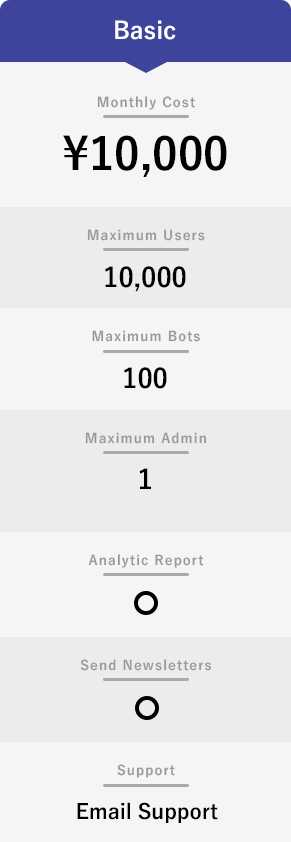 Basic
Monthly Cost
¥10,000
Maximum Users
10,000
Maximum Bots
100
Maximum Admin
1
Analytic Report
Send Newsletters
Support
Email Support